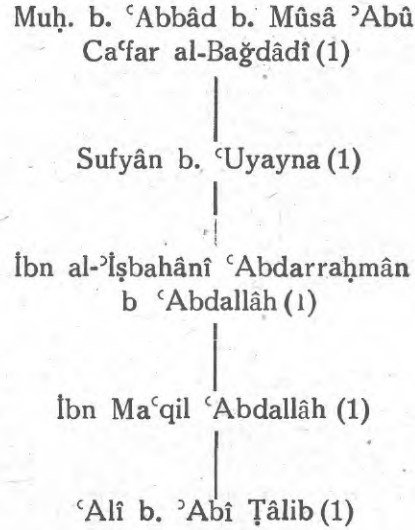 Muḥ. b. ʿAbbâd b. Mûsâ ʾAbû
Caʿfar al-Bağdâdî (1)
Sufyân b. ʿUyayna (1)
İbn al-ʾİṣbahânî ʿAbdarraḥmân
b ʿAbdallâh (1)
İbn Maʿqil ʿAbdallâh (1)
ʿAlî b. ʾAbî Ṭâlib (1)